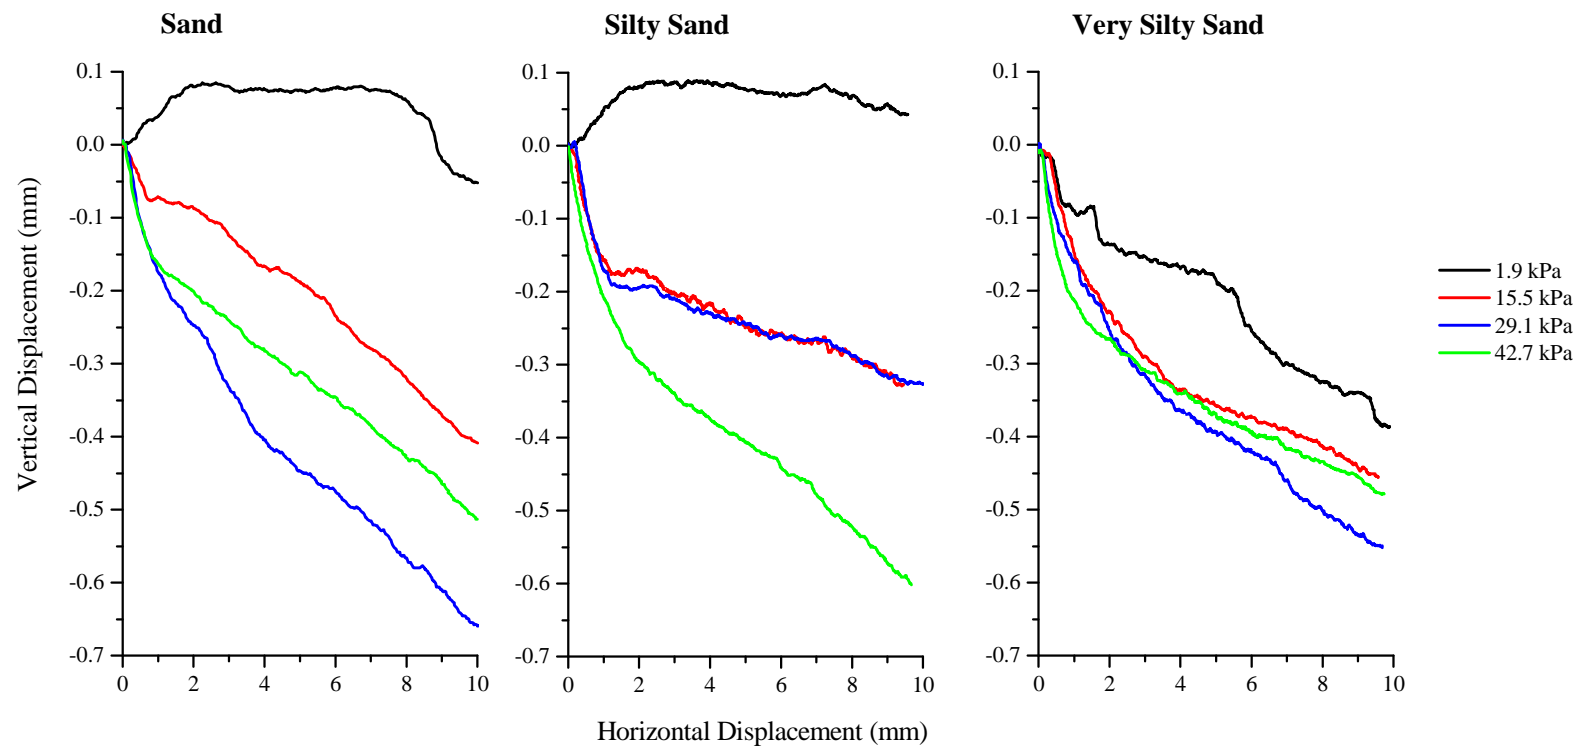 Sand
Silty Sand
Very Silty Sand
Vertical Displacement (mm)
0.1
0.0
-0.1
-0.2
-0.3
-0.4
-0.5
-0.6
-0.7
0 2 4 6 8 10
0.1
0.0
-0.1
-0.2
-0.3
-0.4
-0.5
-0.6
-0.7
0 2 4 6 8 10
0.1
0.0
-0.1
-0.2
-0.3
-0.4
-0.5
-0.6
-0.7
0 2 4 6 8 10
1.9 kPa
15.5 kPa
29.1 kPa
42.7 kPa
Horizontal Displacement (mm)